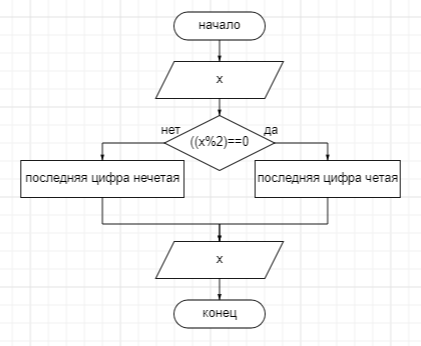 начало
x
нет
да
((x%2)==0
последняя цифра нечетая
последняя цифра четая
x
конец